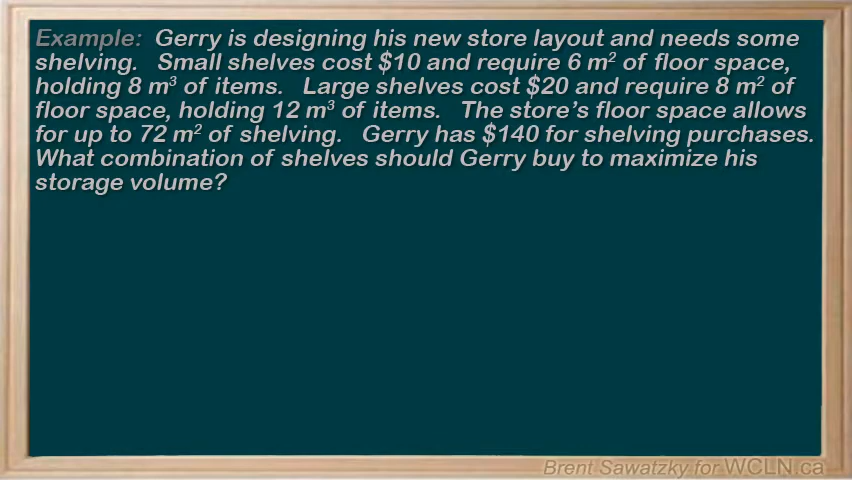 Example: Gerry is designing his new store layout and needs some
shelving. Small shelves cost $10 and require 6 m² of floor space,
holding 8 m³ of items. Large shelves cost $20 and require 8 m² of
floor space, holding 12 m³ of items. The store's floor space allows
for up to 72 m² of shelving. Gerry has $140 for shelving purchases.
What combination of shelves should Gerry buy to maximize his
storage volume?
Brent Sawatzky for WCLN.ca